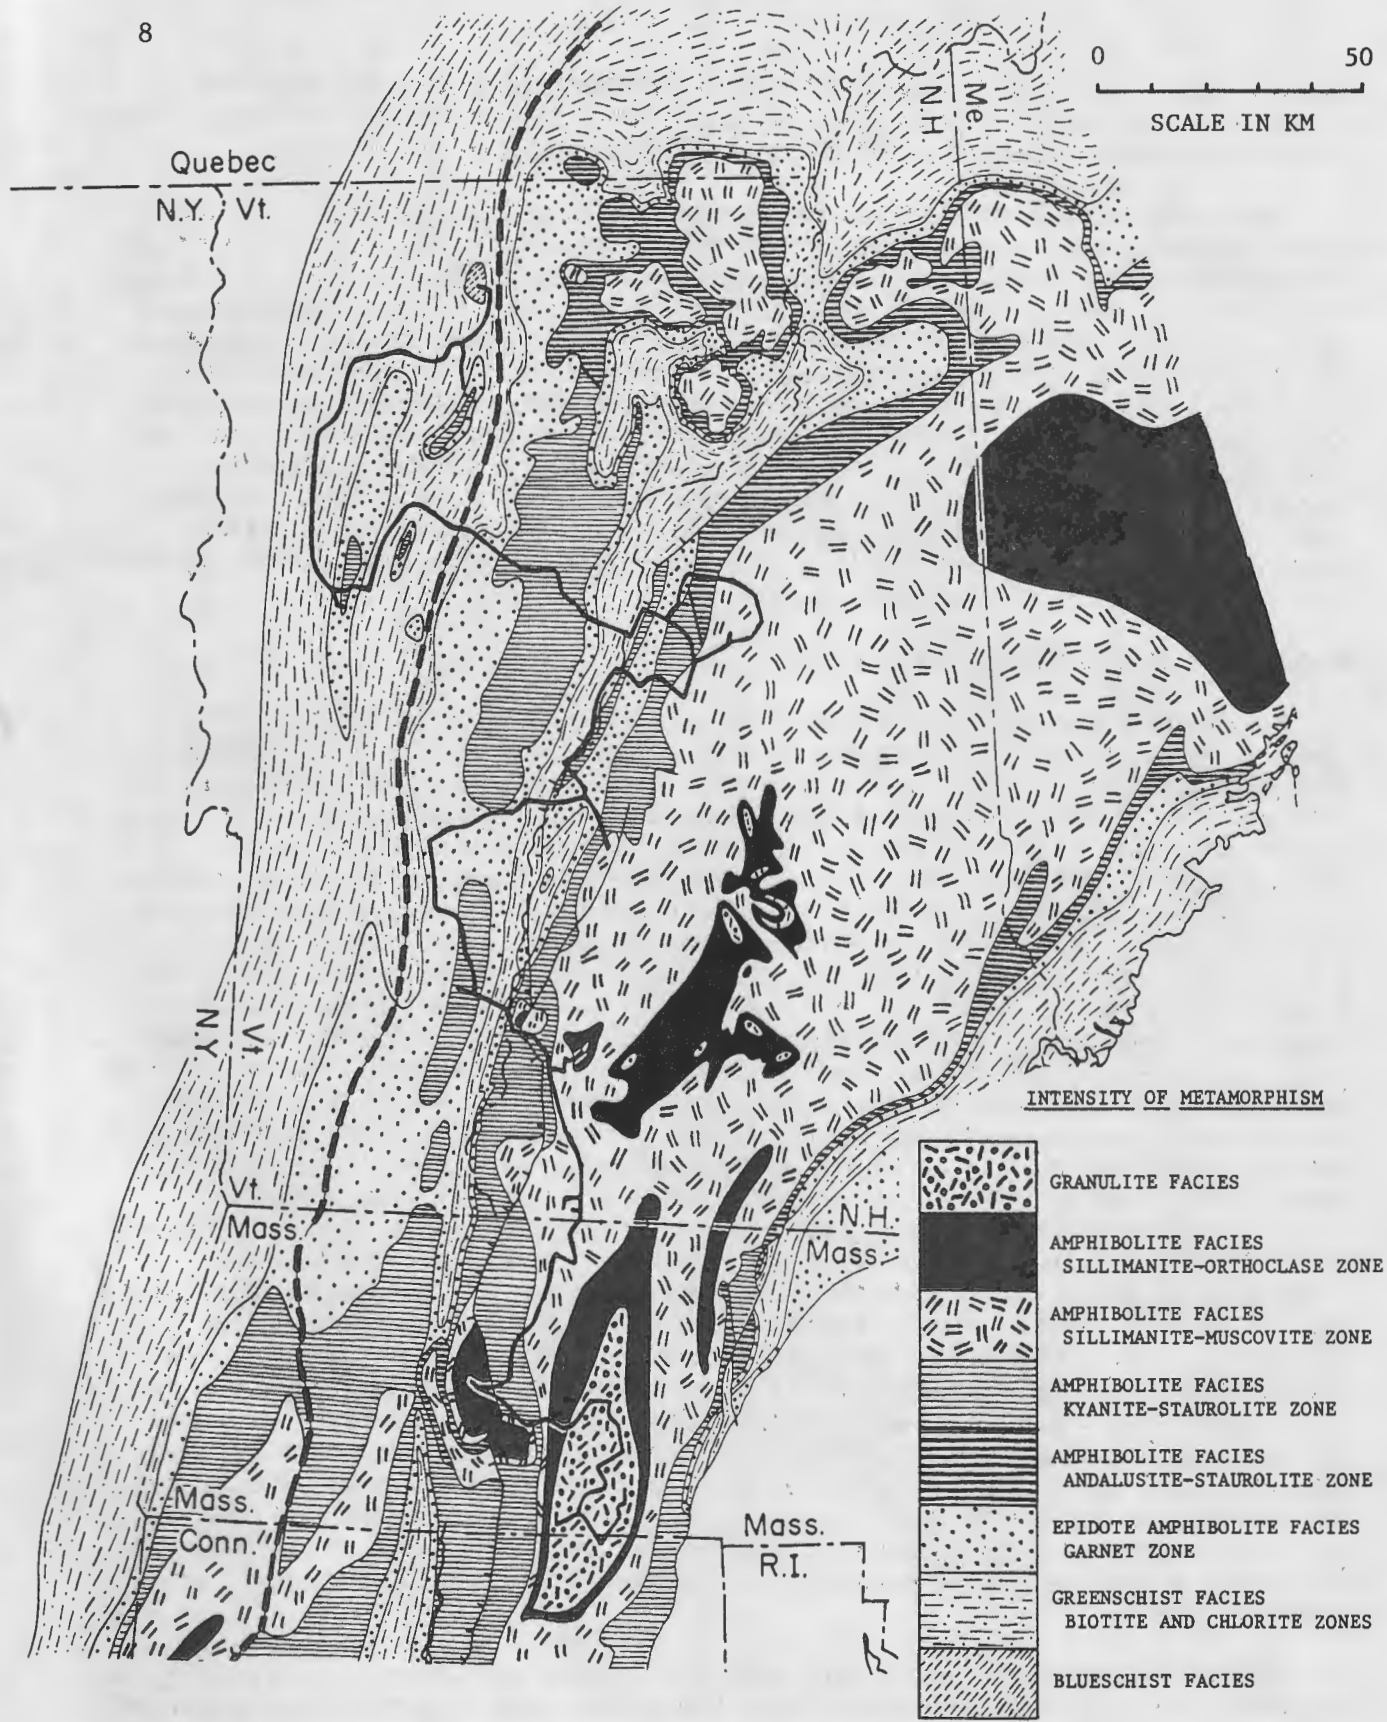 8
0 50
SCALE IN KM
NH Me.
Quebec
N.Y. Vt.
N.Y. Vt.
INTENSITY OF METAMORPHISM
GRANULITE FACIES
AMPHIBOLITE FACIES
SILLIMANITE-ORTHOCLASE ZONE
AMPHIBOLITE FACIES
SILLIMANITE-MUSCOVITE ZONE
AMPHIBOLITE FACIES
KYANITE-STAUROLITE ZONE
AMPHIBOLITE FACIES
ANDALUSITE-STAUROLITE ZONE
EPIDOTE AMPHIBOLITE FACIES
GARNET ZONE
GREENSCHIST FACIES
BIOTITE AND CHLORITE ZONES
BLUESCHIST FACIES
Vt.
Mass.
N.H.
Mass.
Mass.
Conn.
Mass.
R.I.